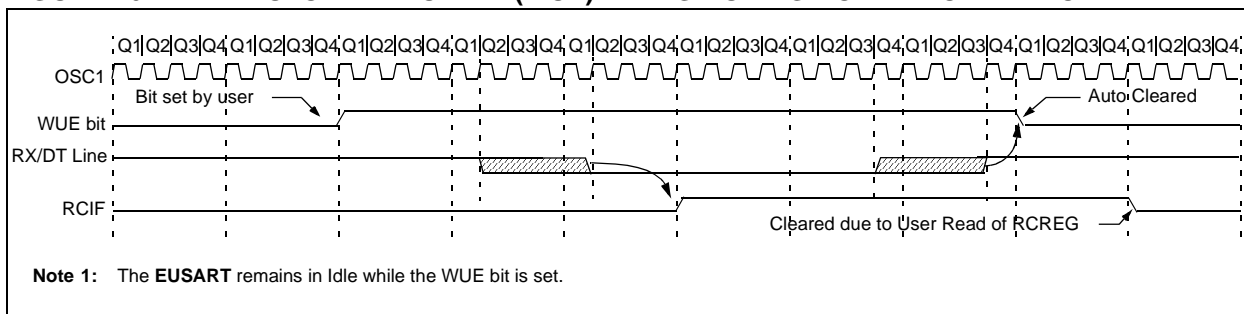 Q1 Q2 Q3 Q4 Q1 Q2 Q3 Q4 Q1 Q2 Q3 Q4 Q1 Q2 Q3 Q4 Q1 Q2 Q3 Q4 Q1 Q2 Q3 Q4 Q1 Q2 Q3 Q4 Q1 Q2 Q3 Q4 Q1 Q2 Q3 Q4 Q1 Q2 Q3 Q4
OSC1
Bit set by user
Auto Cleared
WUE bit
RX/DT Line
RCIF
Cleared due to User Read of RCREG
Note 1: The EUSART remains in Idle while the WUE bit is set.